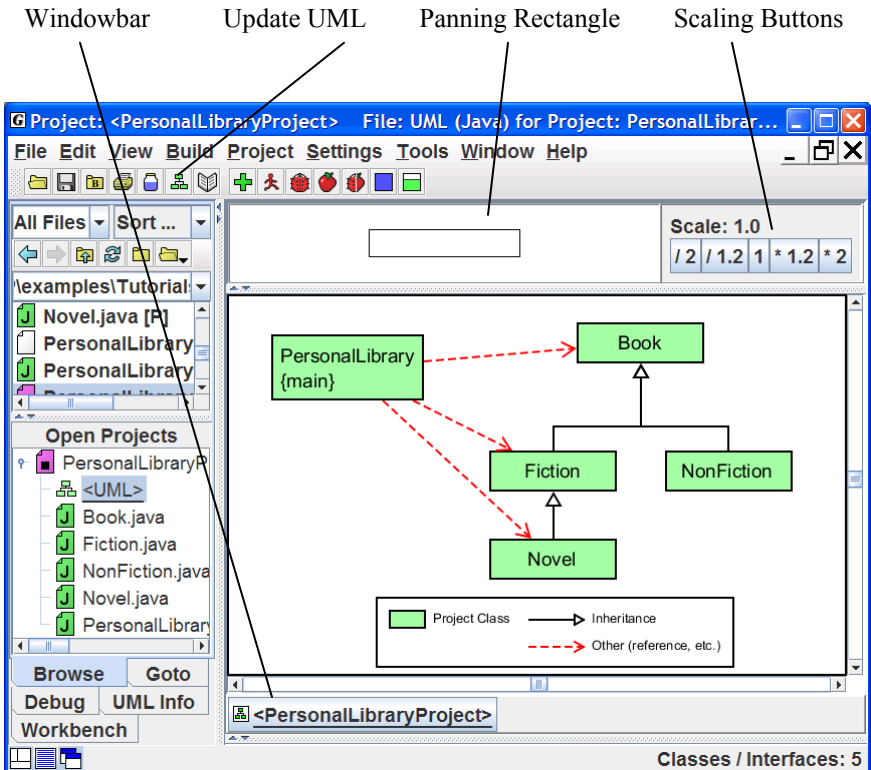 Windowbar Update UML Panning Rectangle Scaling Buttons
Project: <PersonalLibraryProject> File: UML (Java) for Project: PersonalLibrar...
File Edit View Build Project Settings Tools Window Help
All Files Sort ...
\examples\Tutorial
Novel.java [P]
PersonalLibrary
PersonalLibrary
Open Projects
PersonalLibraryP
<UML>
Book.java
Fiction.java
NonFiction.java
Novel.java
PersonalLibrary
Browse Goto
Debug UML Info
Workbench
Scale: 1.0
/ 2 / 1.2 1 * 1.2 * 2
PersonalLibrary
{main}
Book
Fiction
NonFiction
Novel
Project Class Inheritance
Other (reference, etc.)
<PersonalLibraryProject>
Classes / Interfaces: 5